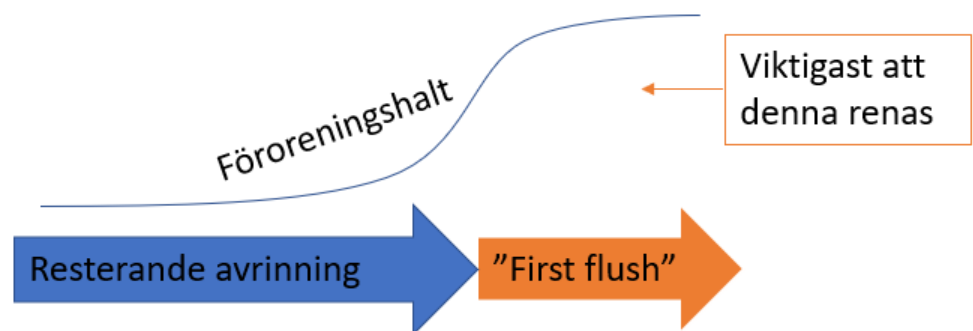 Viktigast att
denna renas
Föroreningshalt
Resterande avrinning
”First flush”